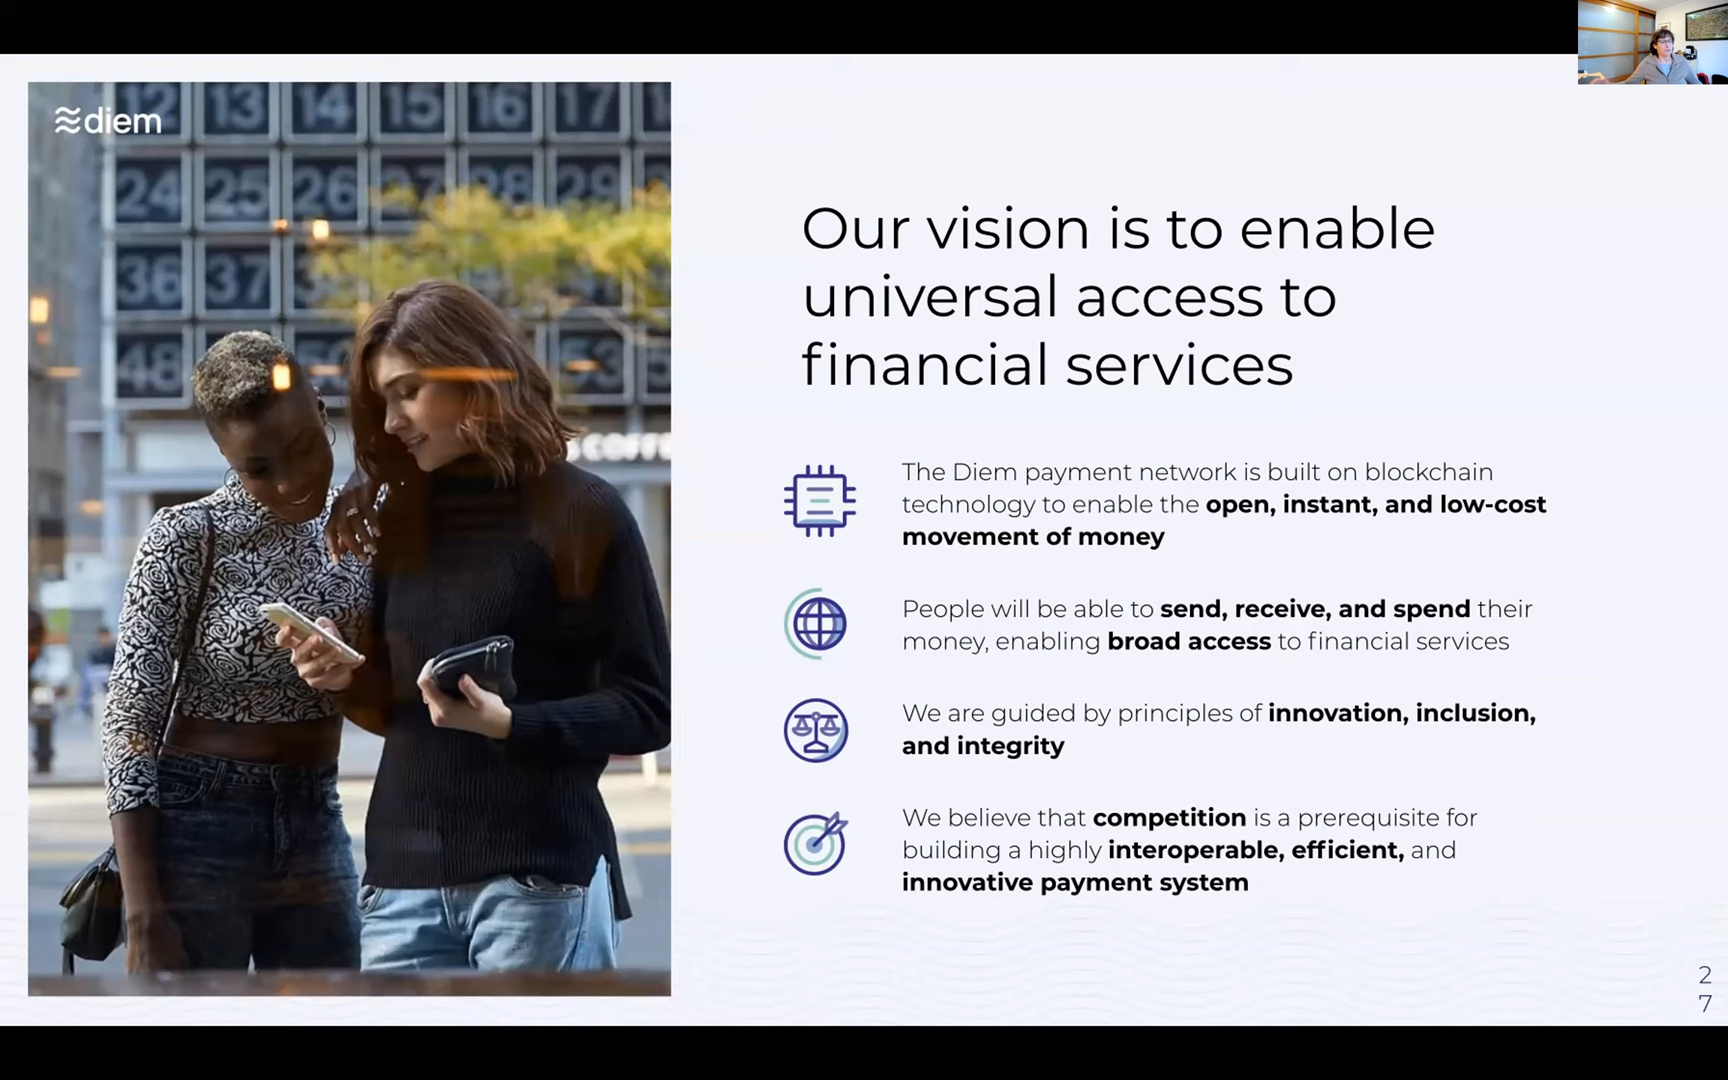 diem
12 13 14 15 16 17
24 25 26 27 28 29
36 37
48 53
COFFE
Our vision is to enable
universal access to
financial services
The Diem payment network is built on blockchain
technology to enable the open, instant, and low-cost
movement of money
People will be able to send, receive, and spend their
money, enabling broad access to financial services
We are guided by principles of innovation, inclusion,
and integrity
We believe that competition is a prerequisite for
building a highly interoperable, efficient, and
innovative payment system
2
7